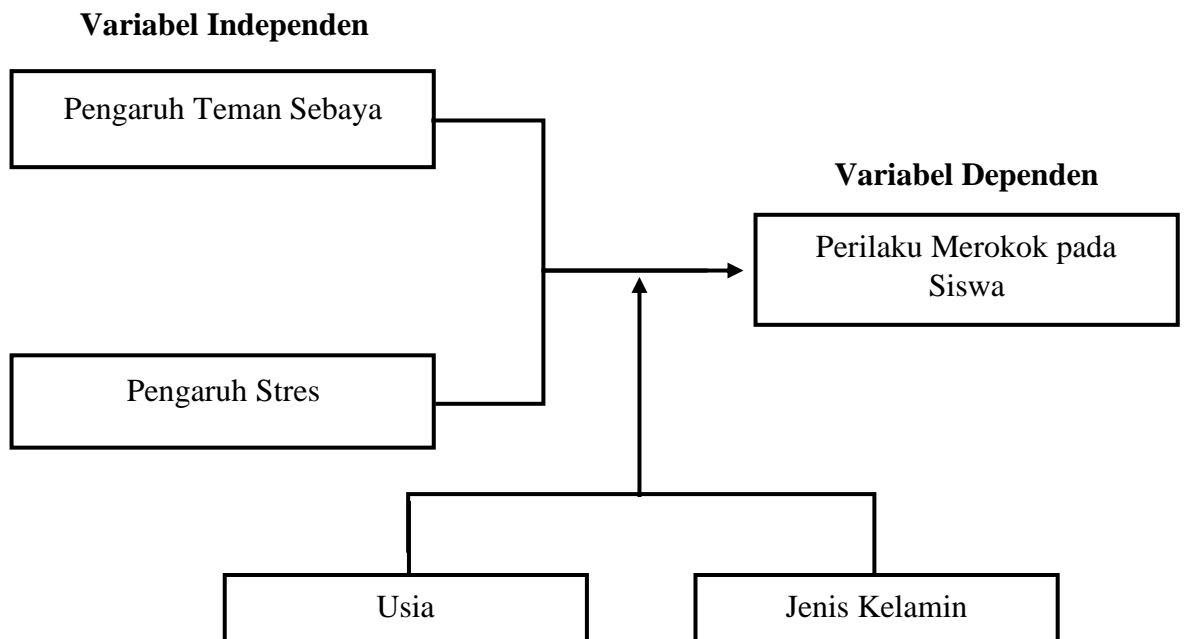 Variabel Independen
Pengaruh Teman Sebaya
Variabel Dependen
Perilaku Merokok pada
Siswa
Pengaruh Stres
Usia
Jenis Kelamin